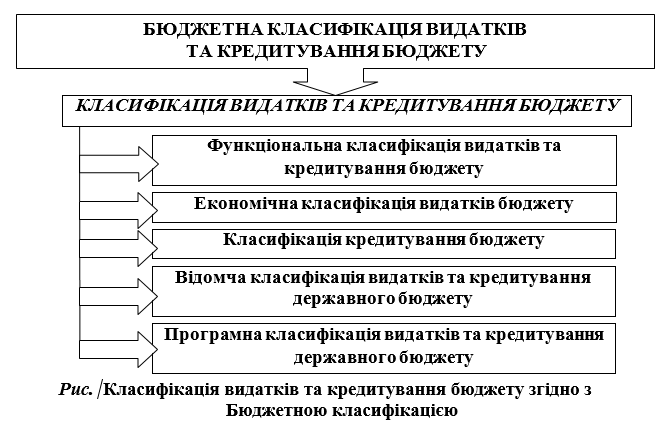 БЮДЖЕТНА КЛАСИФІКАЦІЯ ВИДАТКІВ
ТА КРЕДИТУВАННЯ БЮДЖЕТУ
КЛАСИФІКАЦІЯ ВИДАТКІВ ТА КРЕДИТУВАННЯ БЮДЖЕТУ
Функціональна класифікація видатків та
кредитування бюджету
Економічна класифікація видатків бюджету
Класифікація кредитування бюджету
Відомча класифікація видатків та кредитування
державного бюджету
Програмна класифікація видатків та кредитування
державного бюджету
Рис. /Класифікація видатків та кредитування бюджету згідно з
Бюджетною класифікацією